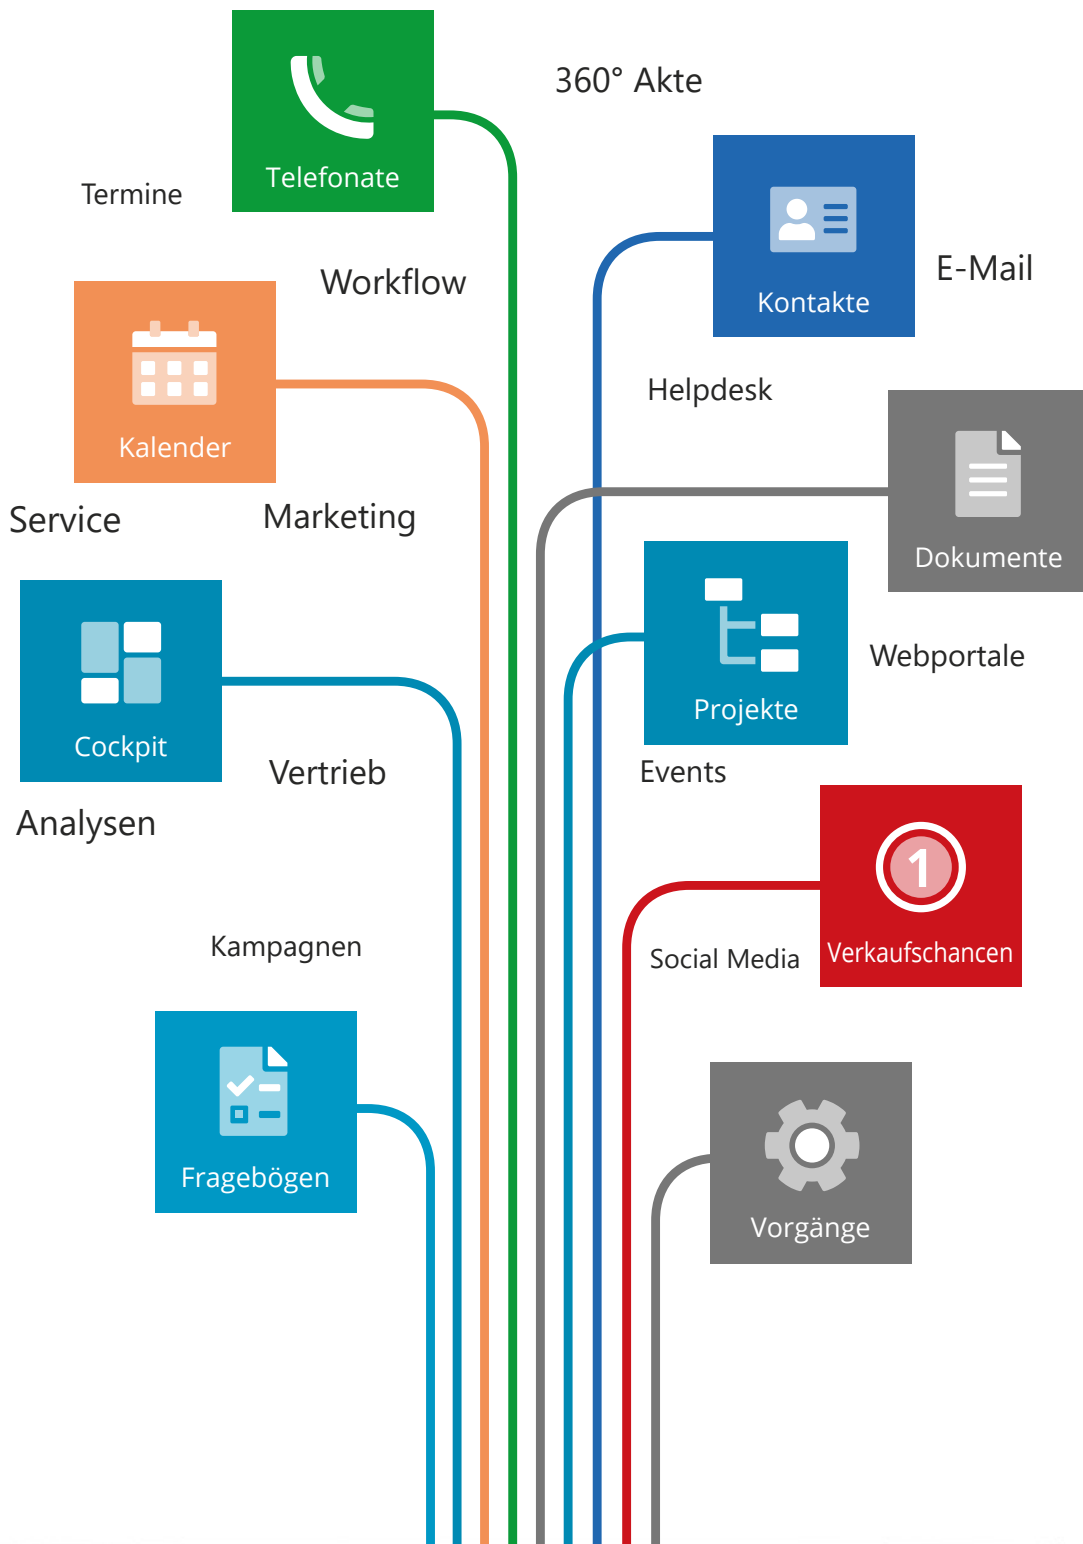 360° Akte
Telefonate
Termine
Workflow
E-Mail
Kontakte
Helpdesk
Kalender
Service
Marketing
Dokumente
Webportale
Projekte
Cockpit
Vertrieb
Events
Analysen
1
Kampagnen
Social Media
Verkaufschancen
Fragebögen
Vorgänge